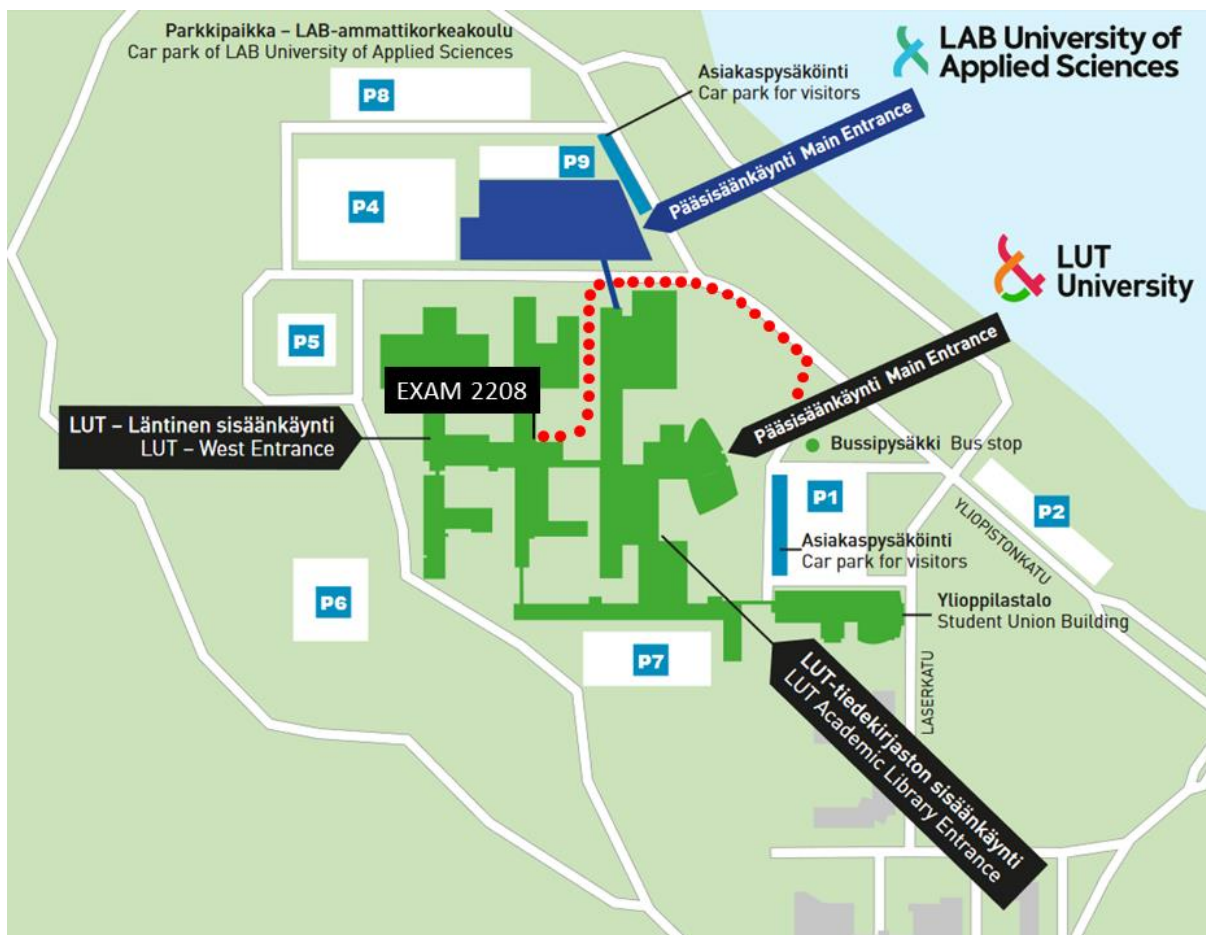 Parkkipaikka – LAB-ammattikorkeakoulu
Car park of LAB University of Applied Sciences
LAB University of
Applied Sciences
Asiakaspysäköinti
Car park for visitors
P8
Pääsisäänkäynti Main Entrance
P9
P4
LUT
University
P5
Pääsisäänkäynti Main Entrance
EXAM 2208
LUT – Läntinen sisäänkäynti
LUT – West Entrance
Bussipysäkki Bus stop
P1
P2
YLIOPISTONKATU
Asiakaspysäköinti
Car park for visitors
P6
Ylioppilastalo
Student Union Building
P7
LASERKATU
LUT-tiedekirjaston sisäänkäynti
LUT Academic Library Entrance